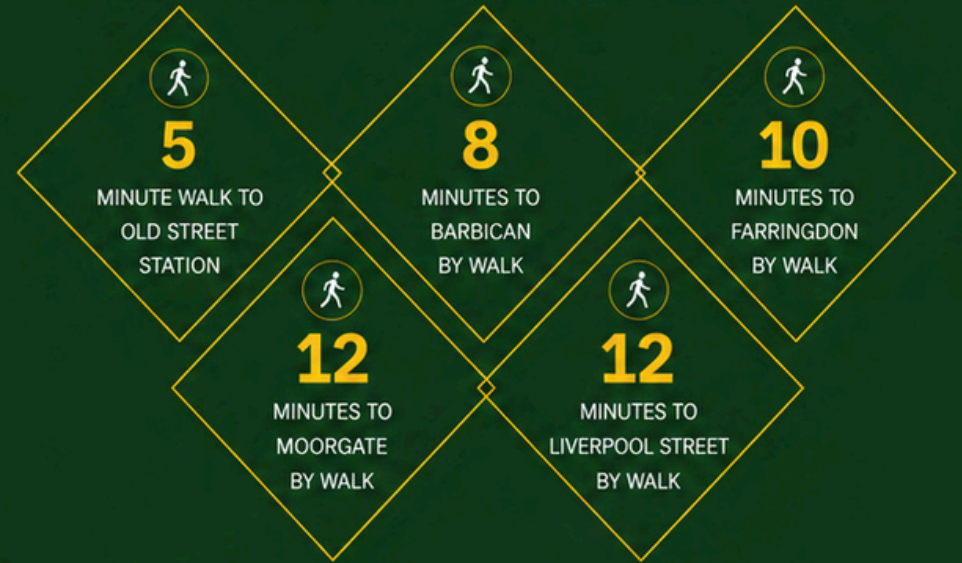 5
MINUTE WALK TO
OLD STREET
STATION
8
MINUTES TO
BARBICAN
BY WALK
10
MINUTES TO
FARRINGDON
BY WALK
12
MINUTES TO
MOORGATE
BY WALK
12
MINUTES TO
LIVERPOOL STREET
BY WALK